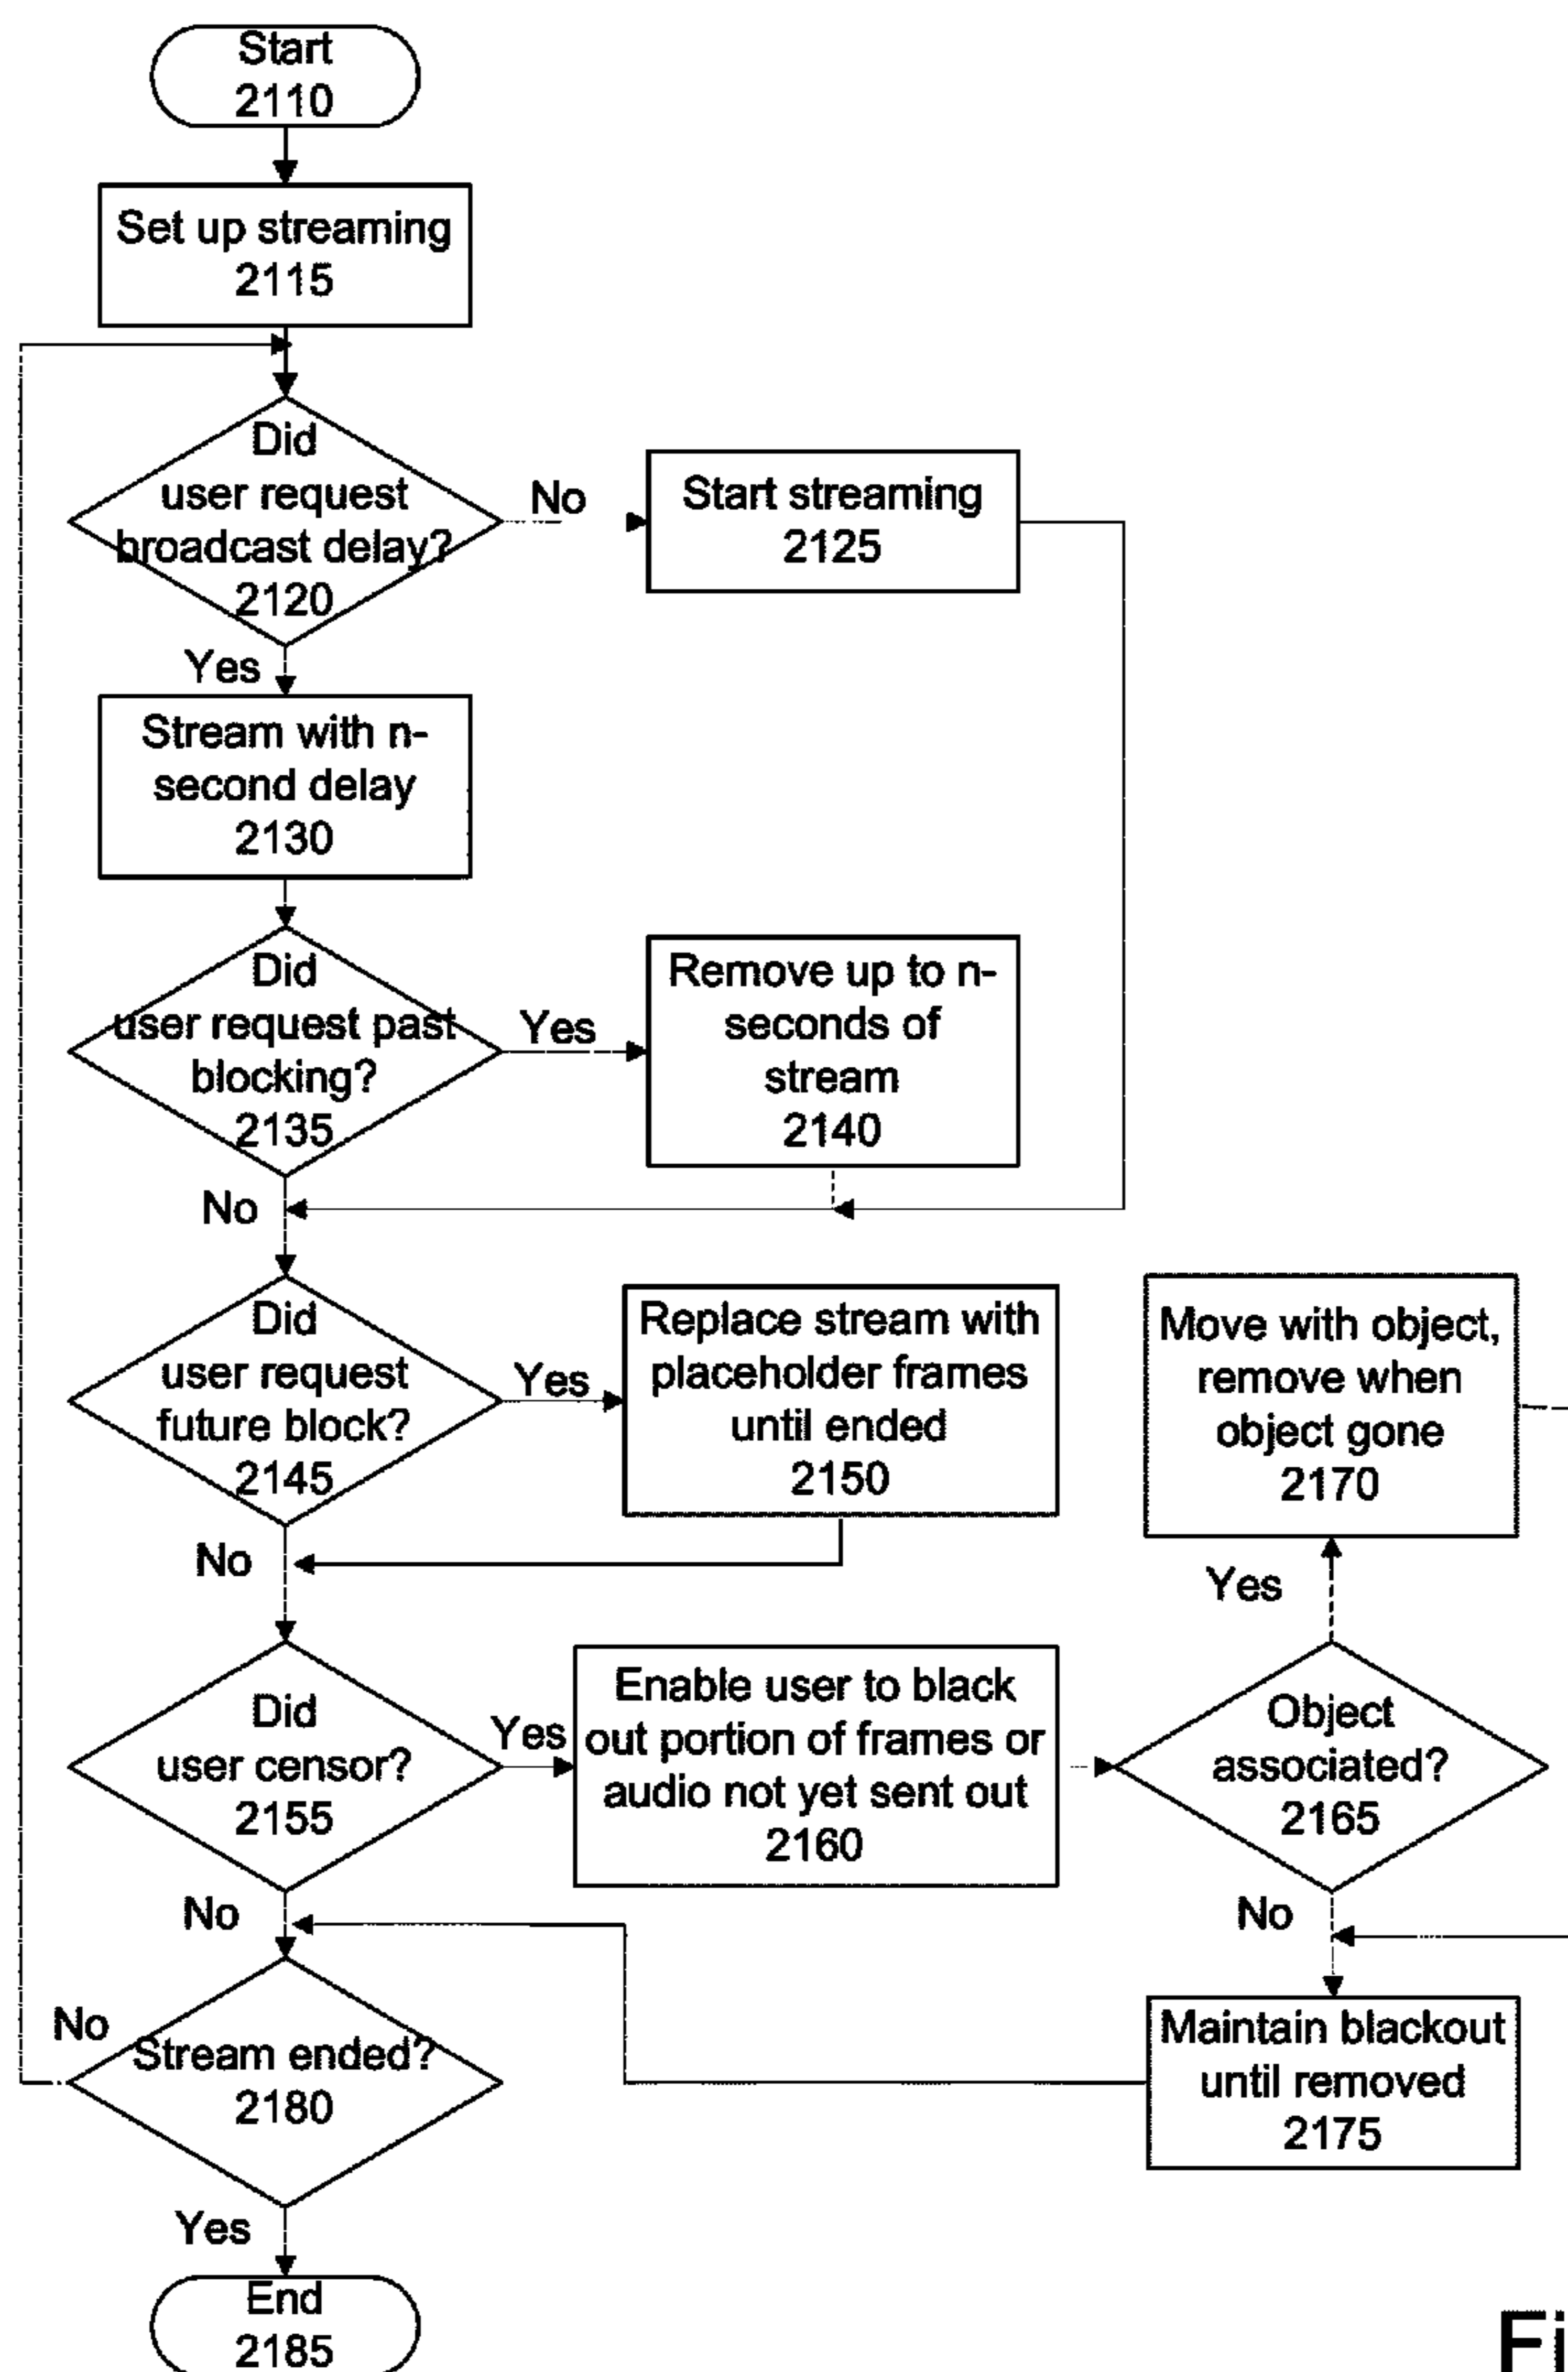 Start
2110
Set up streaming
2115
Did
user request
broadcast delay?
2120
No
Start streaming
2125
Yes
Stream with n-
second delay
2130
Did
user request past
blocking?
2135
Yes
Remove up to n-
seconds of
stream
2140
No
Did
user request
future block?
2145
Yes
Replace stream with
placeholder frames
until ended
2150
Move with object,
remove when
object gone
2170
No
Yes
Did
user censor?
2155
Yes
Enable user to black
out portion of frames or
audio not yet sent out
2160
Object
associated?
2165
No
No
No
Stream ended?
2180
Maintain blackout
until removed
2175
Yes
End
2185